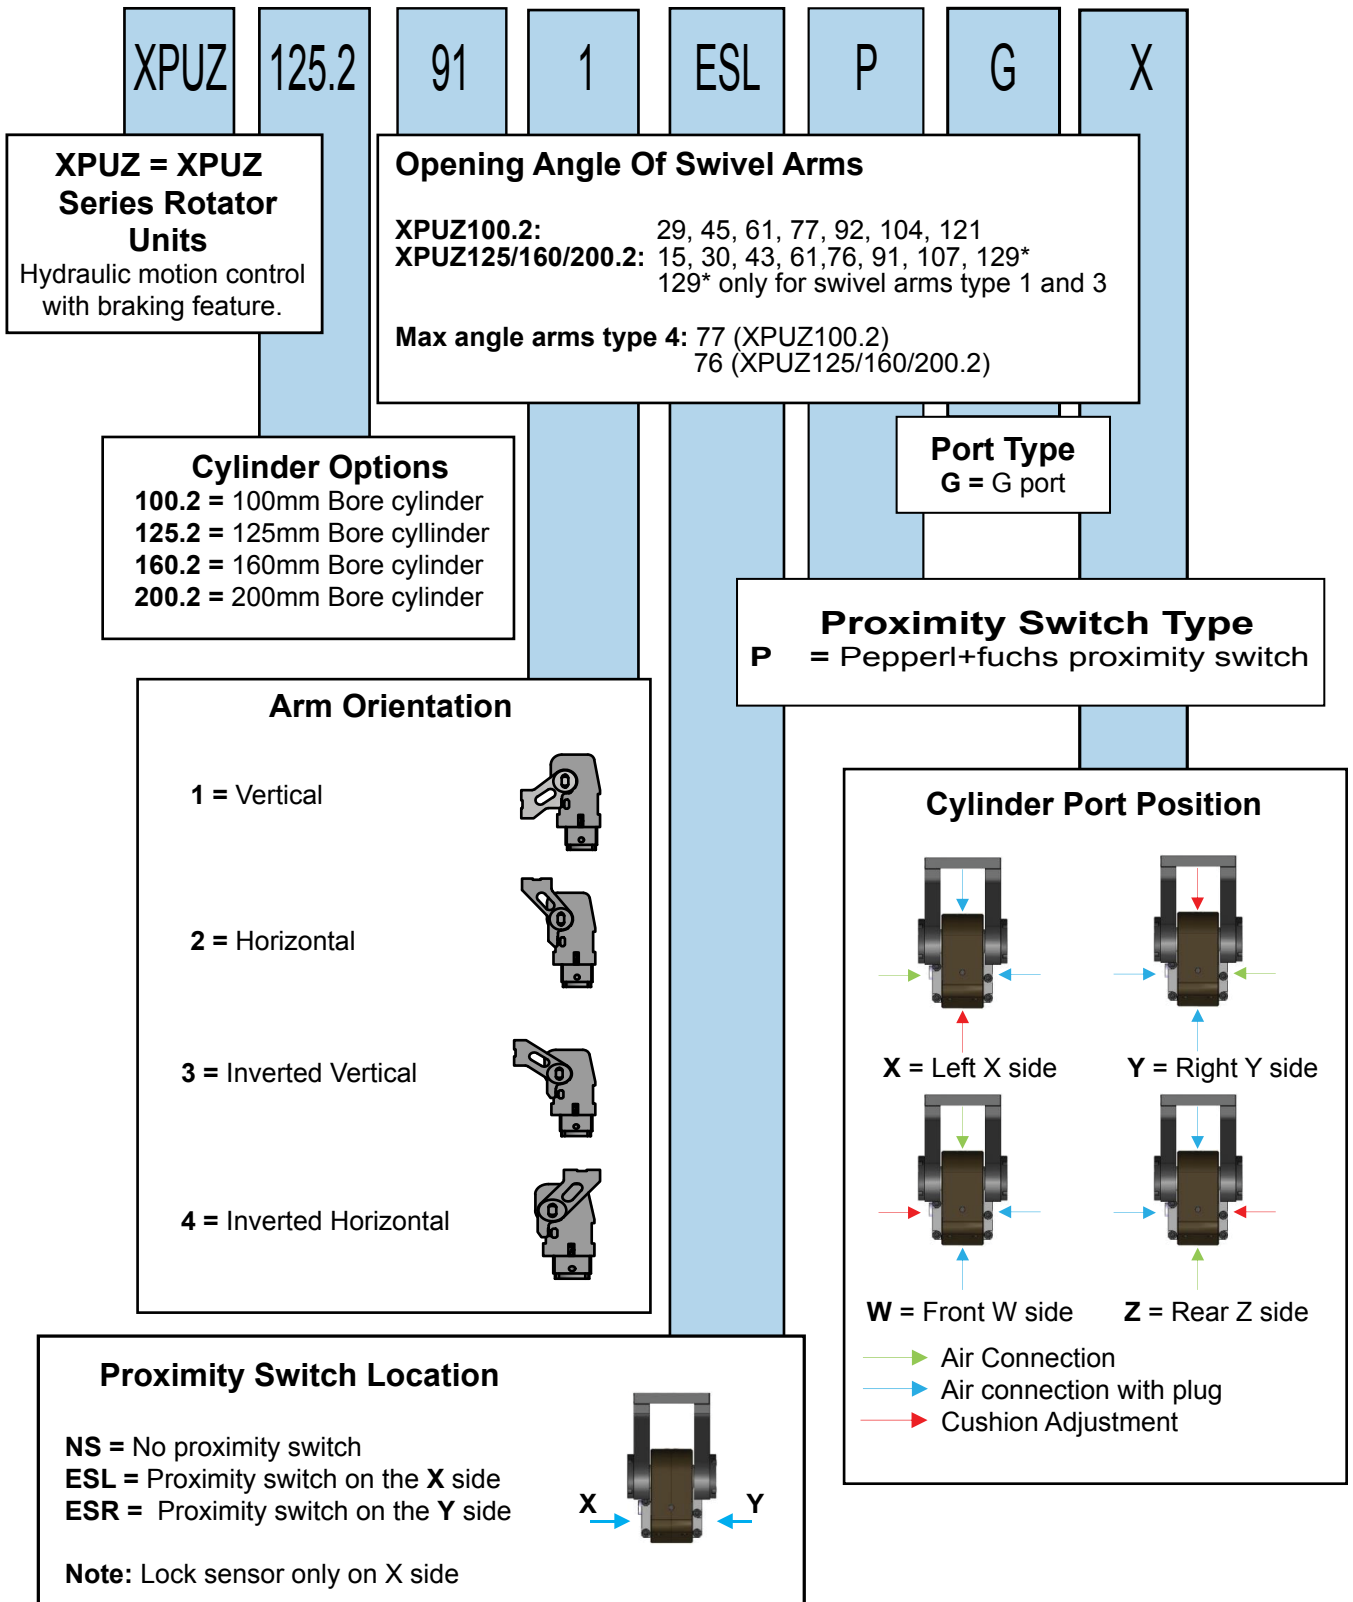 XPUZ 125.2 91 1 ESL P G X
XPUZ = XPUZ
Series Rotator
Units
Hydraulic motion control
with braking feature.
Opening Angle Of Swivel Arms
XPUZ100.2: 29, 45, 61, 77, 92, 104, 121
XPUZ125/160/200.2: 15, 30, 43, 61,76, 91, 107, 129*
129* only for swivel arms type 1 and 3
Max angle arms type 4: 77 (XPUZ100.2)
76 (XPUZ125/160/200.2)
Cylinder Options
100.2 = 100mm Bore cylinder
125.2 = 125mm Bore cyllinder
160.2 = 160mm Bore cylinder
200.2 = 200mm Bore cylinder
Port Type
G = G port
Proximity Switch Type
P = Pepperl+fuchs proximity switch
Arm Orientation
1 = Vertical
2 = Horizontal
3 = Inverted Vertical
4 = Inverted Horizontal
Cylinder Port Position
X = Left X side
Y = Right Y side
W = Front W side
Z = Rear Z side
Air Connection
Air connection with plug
Cushion Adjustment
Proximity Switch Location
NS = No proximity switch
ESL = Proximity switch on the X side
ESR = Proximity switch on the Y side
X
Y
Note: Lock sensor only on X side